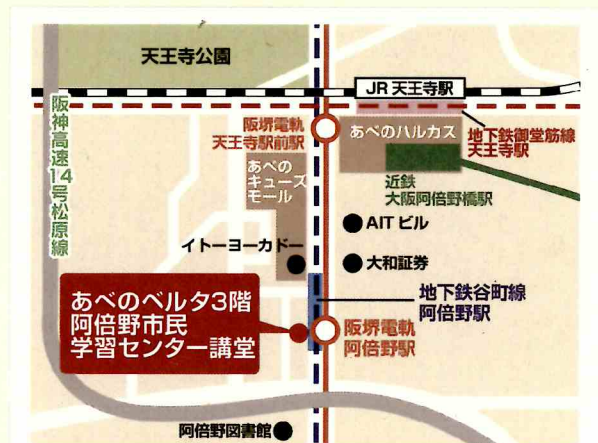 天王寺公園
JR 天王寺駅
阪神高速14号松原線
阪堺電軌
天王寺駅前駅
あべのハルカス
地下鉄御堂筋線
天王寺駅
あべの
キューズ
モール
近鉄
大阪阿倍野橋駅
AIT ビル
イトーヨーカドー
大和証券
あべのベルタ3階
阿倍野市民
学習センター講堂
地下鉄谷町線
阿倍野駅
阪堺電軌
阿倍野駅
阿倍野図書館